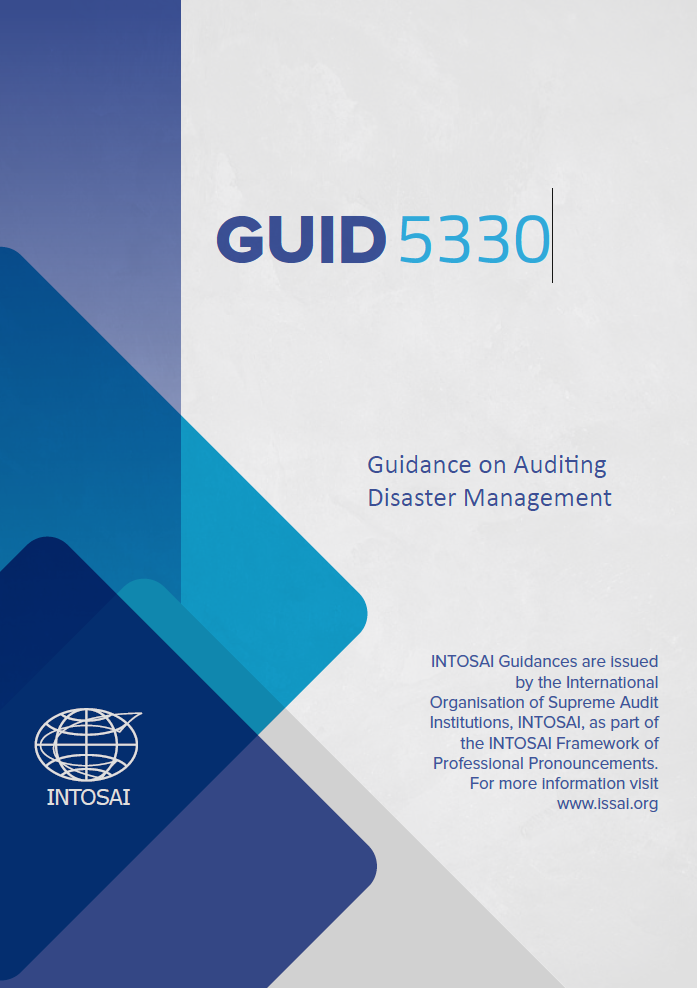 GUID 5330
Guidance on Auditing
Disaster Management
INTOSAI Guidances are issued
by the International
Organisation of Supreme Audit
Institutions, INTOSAI, as part of
the INTOSAI Framework of
Professional Pronouncements.
For more information visit
www.issai.org
INTOSAI